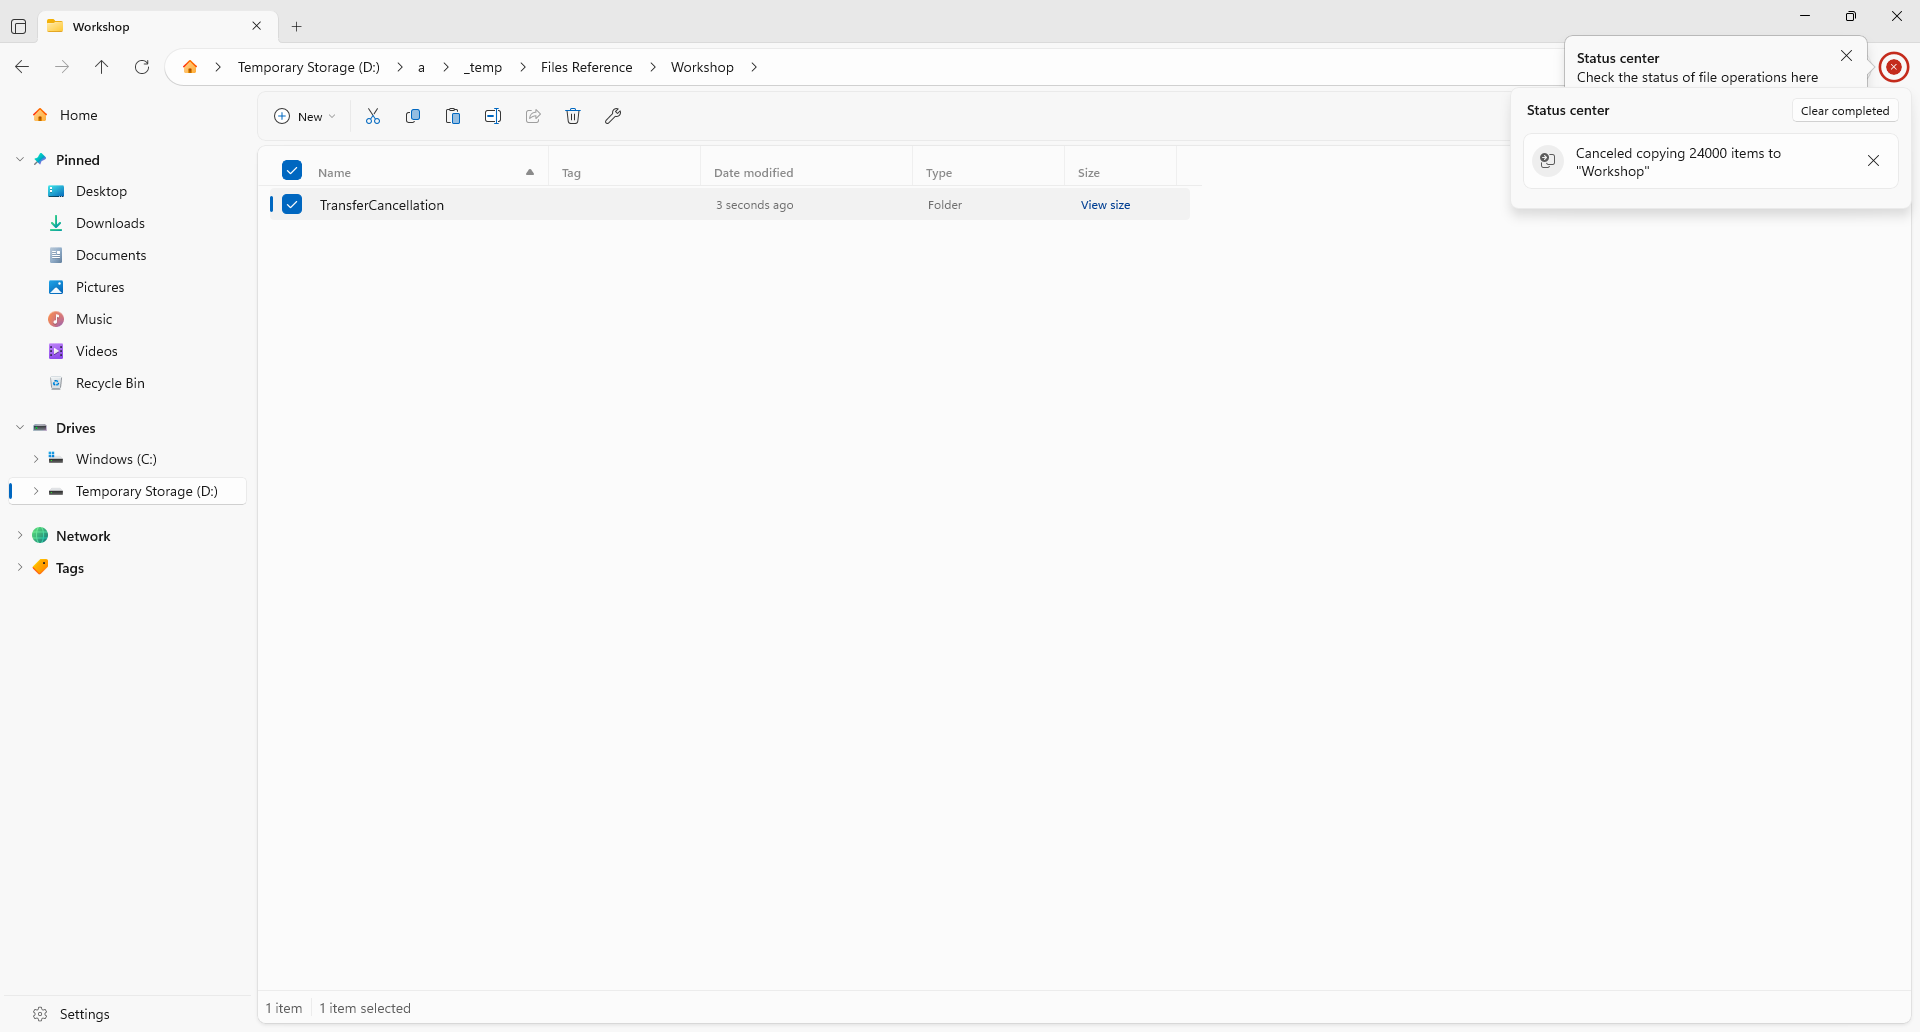 Workshop
Temporary Storage (D:)
a
_temp
Files Reference
Workshop
Status center
Check the status of file operations here
Home
New
Status center
Clear completed
Canceled copying 24000 items to
"Workshop"
Pinned
Desktop
Downloads
Documents
Pictures
Music
Videos
Recycle Bin
Drives
Windows (C:)
Temporary Storage (D:)
Network
Tags
Settings
Name
Tag
Date modified
Type
Size
TransferCancellation
3 seconds ago
Folder
View size
1 item
1 item selected